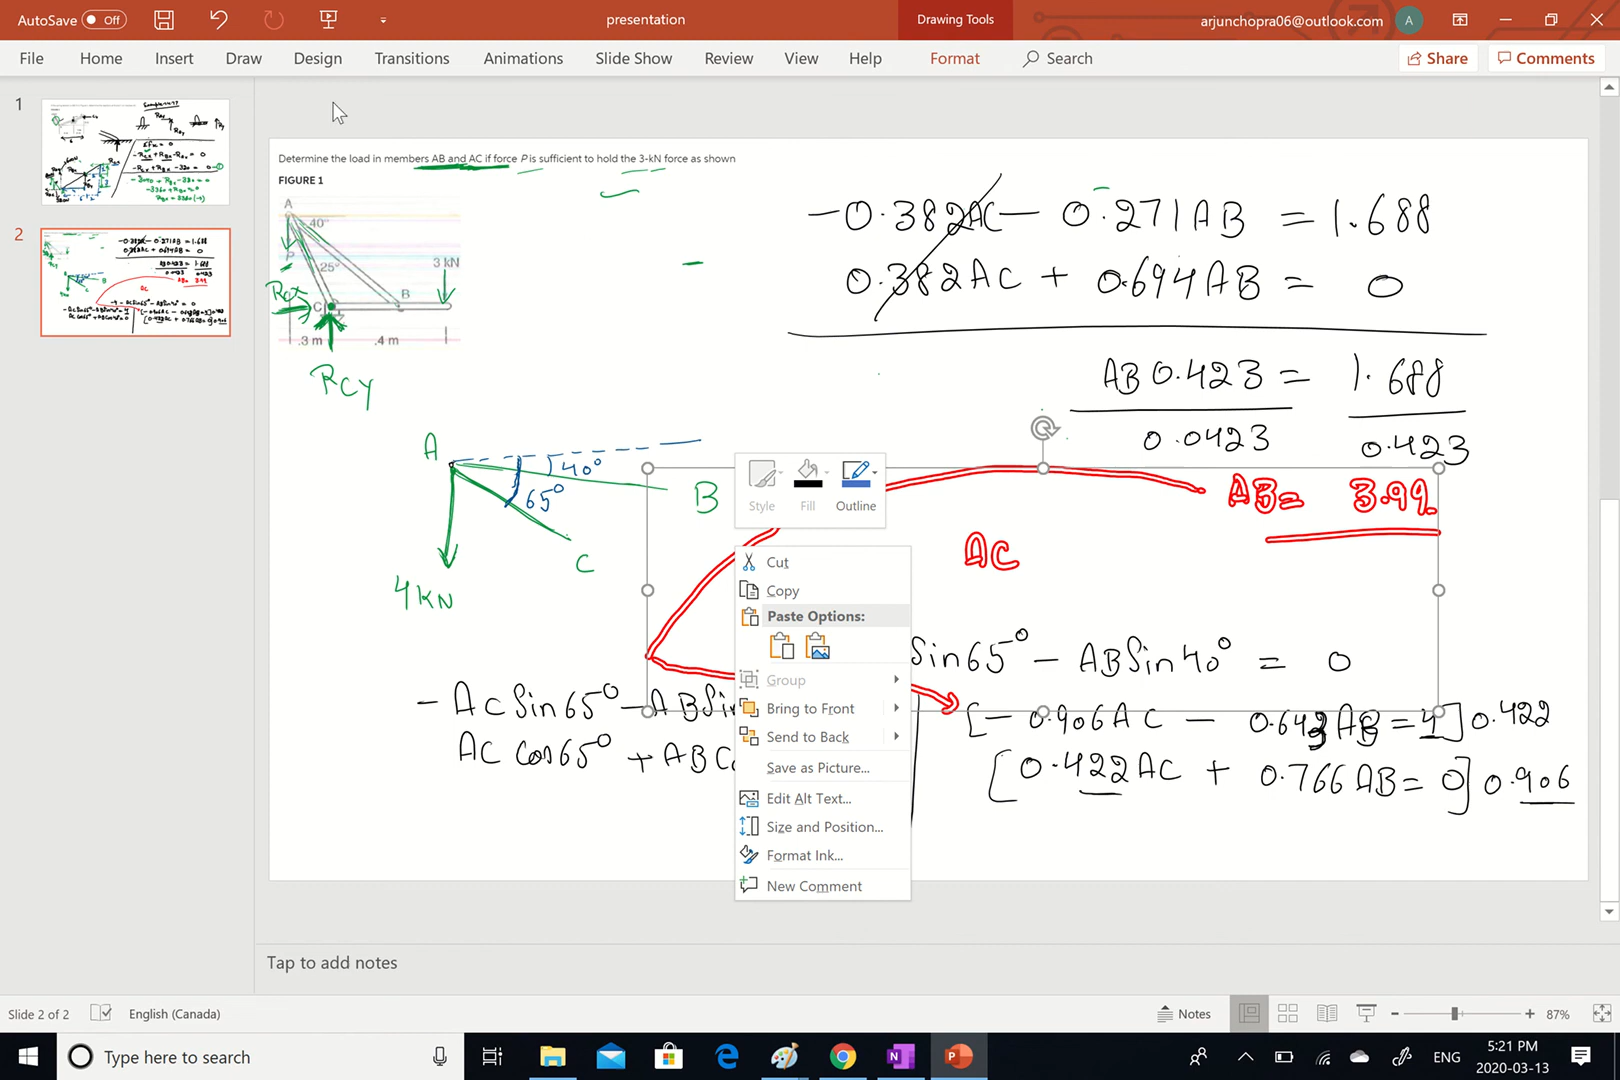 AutoSave Off
presentation
Drawing Tools
arjunchopra06@outlook.com
A
File Home Insert Draw Design Transitions Animations Slide Show Review View Help Format Search
Share Comments
1
2
Determine the load in members AB and AC if force P is sufficient to hold the 3-kN force as shown
FIGURE 1
A
40°
P
25°
3 kN
B
RCX
C
.3 m .4 m
RCY
-0.382AC - 0.271AB = 1.688
0.382AC + 0.694AB = 0
AB 0.423 = 1.688
0.0423 0.423
AB = 3.99
AC
A
40°
65°
B
C
4KN
Sin65° - ABSin40° = 0
- ACSin65° - ABSin
AC Cos65° + ABC
[- 0.906AC - 0.643AB = 4] 0.422
[0.422AC + 0.766AB = 0] 0.906
Style Fill Outline
Cut
Copy
Paste Options:
Group
Bring to Front
Send to Back
Save as Picture...
Edit Alt Text...
Size and Position...
Format Ink...
New Comment
Tap to add notes
Slide 2 of 2
English (Canada)
Notes
87%
Type here to search
ENG
5:21 PM
2020-03-13